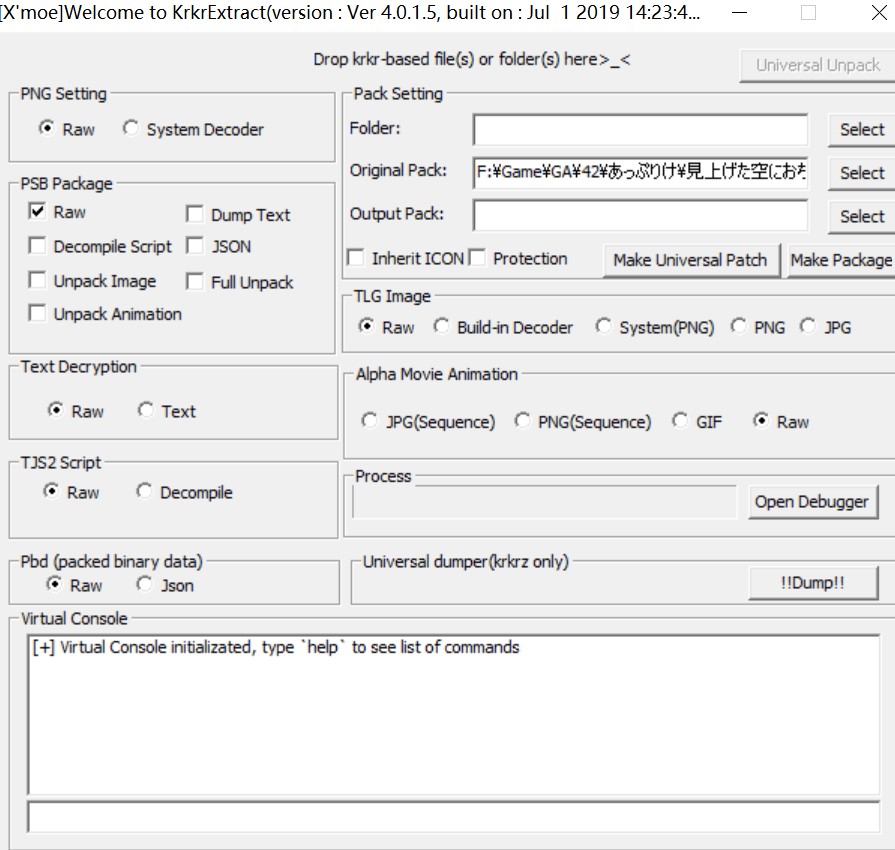 [X'moe]Welcome to KrkrExtract(version : Ver 4.0.1.5, built on : Jul 1 2019 14:23:4...
Drop krkr-based file(s) or folder(s) here>_<
Universal Unpack
PNG Setting
Raw
System Decoder
PSB Package
Raw
Dump Text
Decompile Script
JSON
Unpack Image
Full Unpack
Unpack Animation
Text Decryption
Raw
Text
TJS2 Script
Raw
Decompile
Pbd (packed binary data)
Raw
Json
Pack Setting
Folder:
Select
Original Pack:
F:¥Game¥GA¥42¥あっぷりけ¥見上げた空におち
Select
Output Pack:
Select
Inherit ICON
Protection
Make Universal Patch
Make Package
TLG Image
Raw
Build-in Decoder
System(PNG)
PNG
JPG
Alpha Movie Animation
JPG(Sequence)
PNG(Sequence)
GIF
Raw
Process
Open Debugger
Universal dumper(krkrz only)
!!Dump!!
Virtual Console
[+] Virtual Console initializated, type `help` to see list of commands